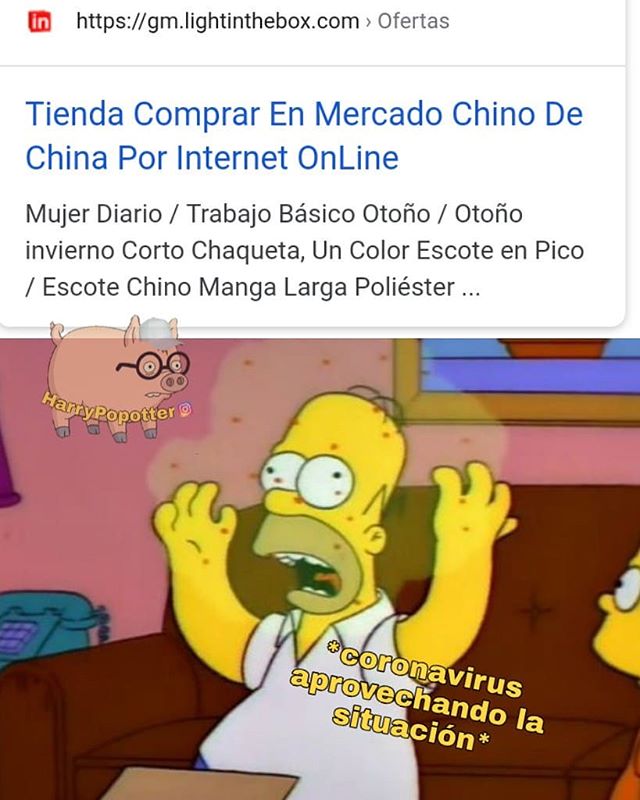 in https://gm.lightinthebox.com › Ofertas
Tienda Comprar En Mercado Chino De
China Por Internet OnLine
Mujer Diario / Trabajo Básico Otoño / Otoño
invierno Corto Chaqueta, Un Color Escote en Pico
/ Escote Chino Manga Larga Poliéster ...
HarryPopotter
*coronavirus
aprovechando la
situación*